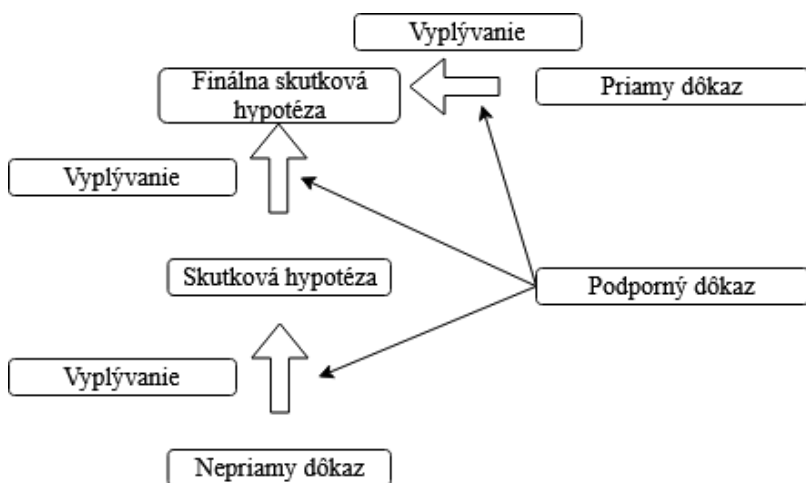 Vyplývanie
Finálna skutková
hypotéza
Priamy dôkaz
Vyplývanie
Skutková hypotéza
Podporný dôkaz
Vyplývanie
Nepriamy dôkaz